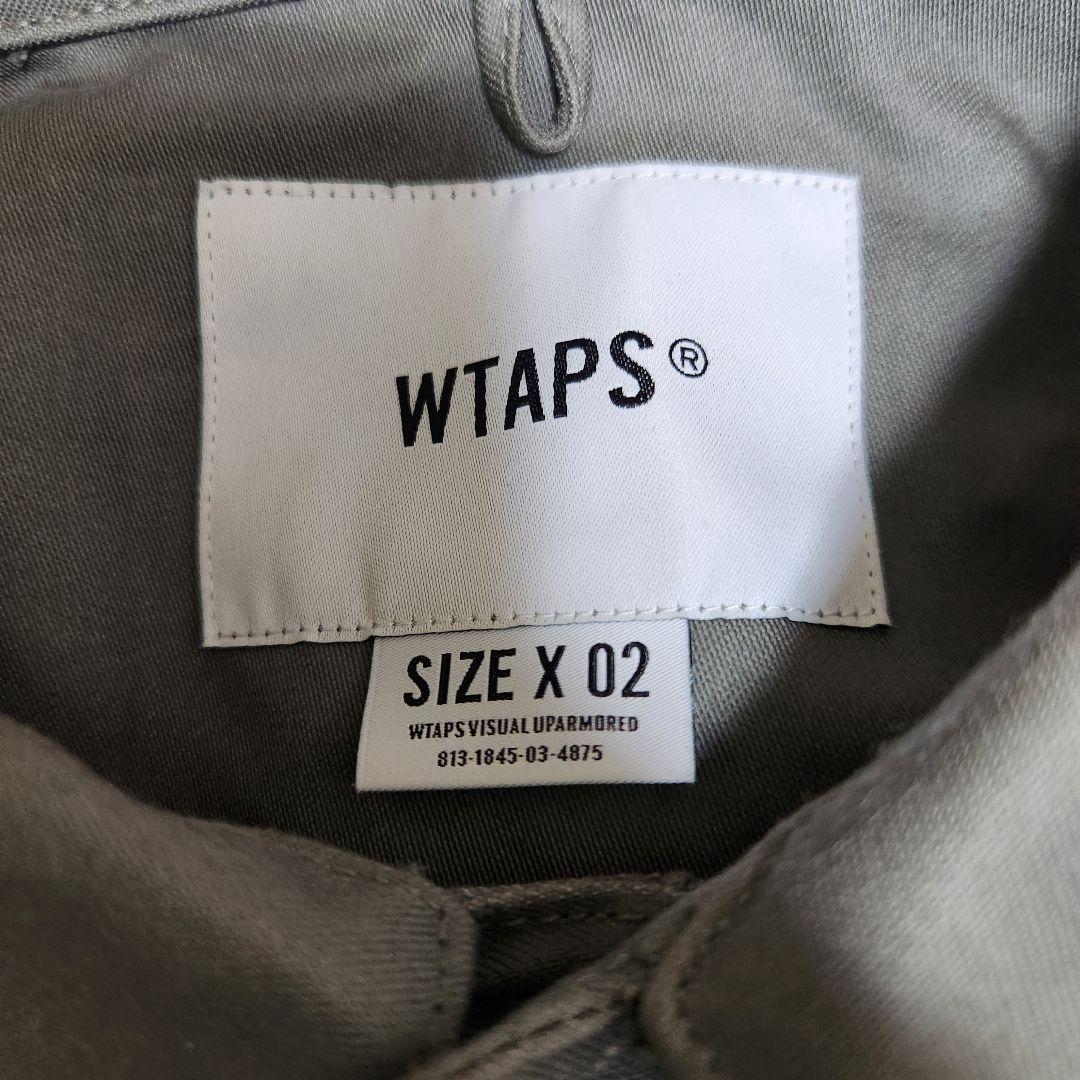 WTAPS®
SIZE X 02
WTAPS VISUAL UPARMORED
813-1845-03-4875